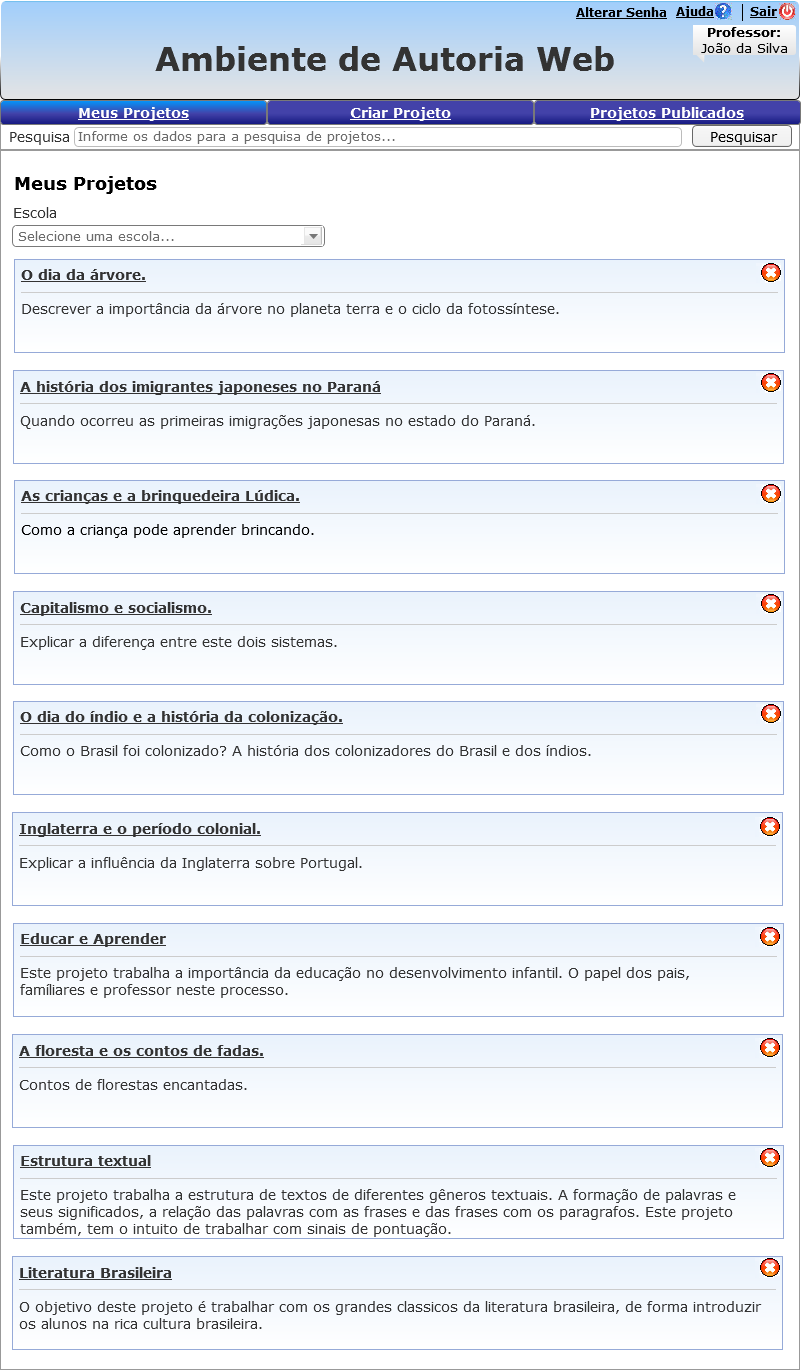 Alterar Senha Ajuda? Sair
Professor:
João da Silva
Ambiente de Autoria Web
Meus Projetos Criar Projeto Projetos Publicados
Pesquisa Informe os dados para a pesquisa de projetos... Pesquisar
Meus Projetos
Escola
Selecione uma escola...
O dia da árvore.
Descrever a importância da árvore no planeta terra e o ciclo da fotossíntese.
A história dos imigrantes japoneses no Paraná
Quando ocorreu as primeiras imigrações japonesas no estado do Paraná.
As crianças e a brinquedeira Lúdica.
Como a criança pode aprender brincando.
Capitalismo e socialismo.
Explicar a diferença entre este dois sistemas.
O dia do índio e a história da colonização.
Como o Brasil foi colonizado? A história dos colonizadores do Brasil e dos índios.
Inglaterra e o período colonial.
Explicar a influência da Inglaterra sobre Portugal.
Educar e Aprender
Este projeto trabalha a importância da educação no desenvolvimento infantil. O papel dos pais,
famíliares e professor neste processo.
A floresta e os contos de fadas.
Contos de florestas encantadas.
Estrutura textual
Este projeto trabalha a estrutura de textos de diferentes gêneros textuais. A formação de palavras e
seus significados, a relação das palavras com as frases e das frases com os paragrafos. Este projeto
também, tem o intuito de trabalhar com sinais de pontuação.
Literatura Brasileira
O objetivo deste projeto é trabalhar com os grandes classicos da literatura brasileira, de forma introduzir
os alunos na rica cultura brasileira.